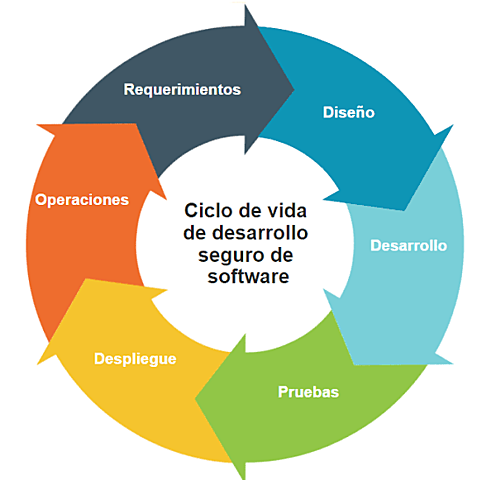 Requerimientos
Diseño
Desarrollo
Pruebas
Despliegue
Operaciones
Ciclo de vida
de desarrollo
seguro de
software